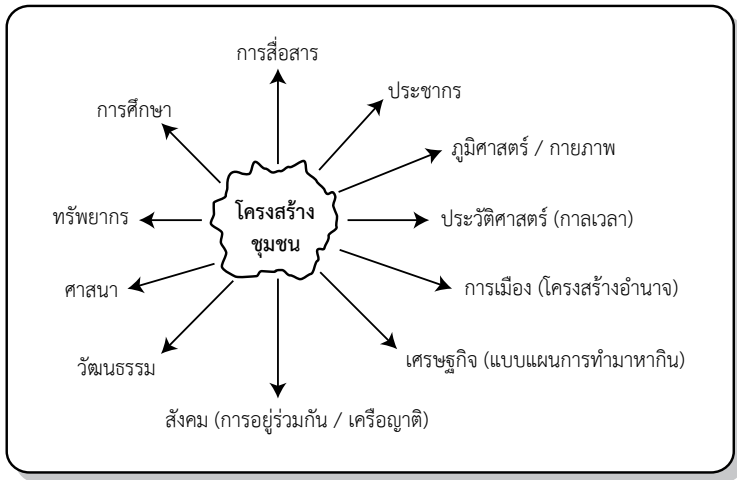 การสื่อสาร
ประชากร
การศึกษา
ภูมิศาสตร์ / กายภาพ
โครงสร้าง
ชุมชน
ทรัพยากร
ประวัติศาสตร์ (กาลเวลา)
ศาสนา
การเมือง (โครงสร้างอำนาจ)
วัฒนธรรม
เศรษฐกิจ (แบบแผนการทำมาหากิน)
สังคม (การอยู่ร่วมกัน / เครือญาติ)